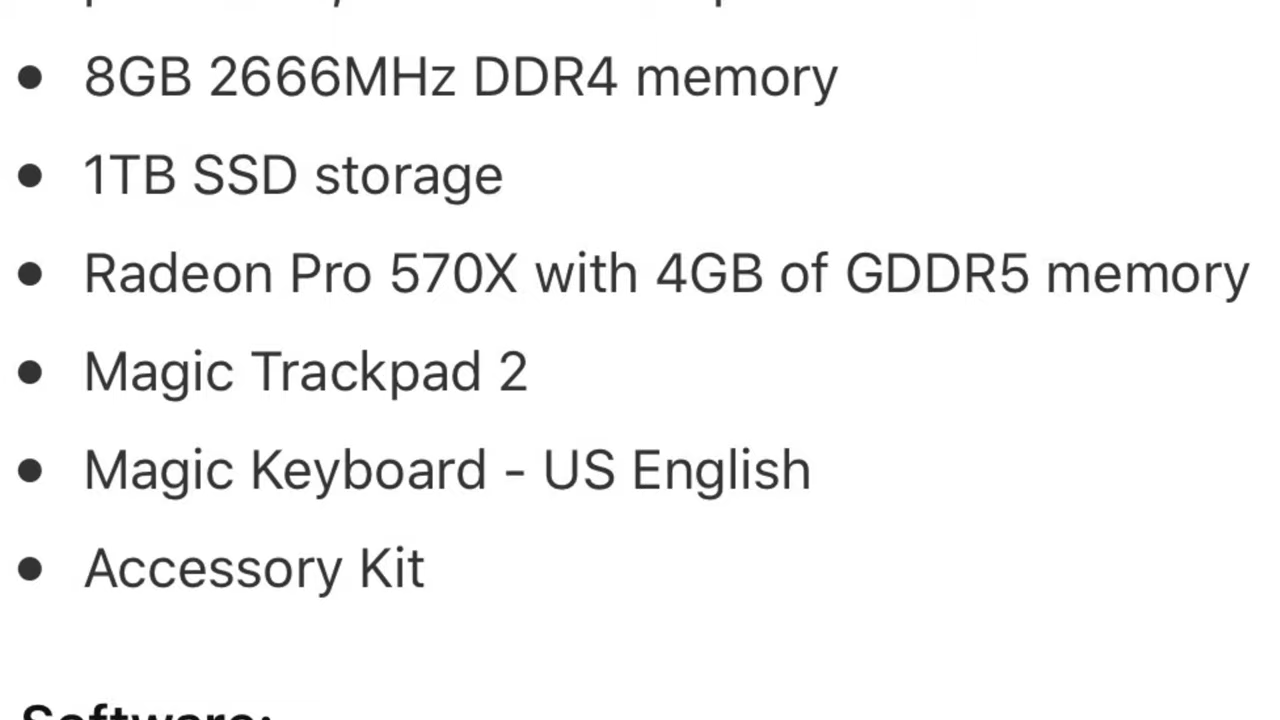 8GB 2666MHz DDR4 memory
1TB SSD storage
Radeon Pro 570X with 4GB of GDDR5 memory
Magic Trackpad 2
Magic Keyboard - US English
Accessory Kit
Software: